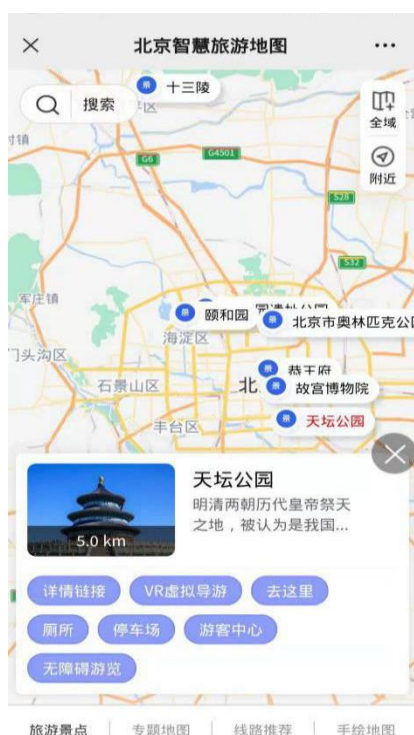 北京智慧旅游地图
十三陵
搜索
全域
G6
G4501
附近
S28
S32
军庄镇
颐和园
北京市奥林匹克公
海淀区
门头沟区
恭王府
石景山区
北
故宫博物院
丰台区
天坛公园
天坛公园
明清两朝历代皇帝祭天
之地，被认为是我国...
5.0 km
详情链接 VR虚拟导游 去这里
厕所 停车场 游客中心
无障碍游览
旅游景点 专题地图 线路推荐 手绘地图